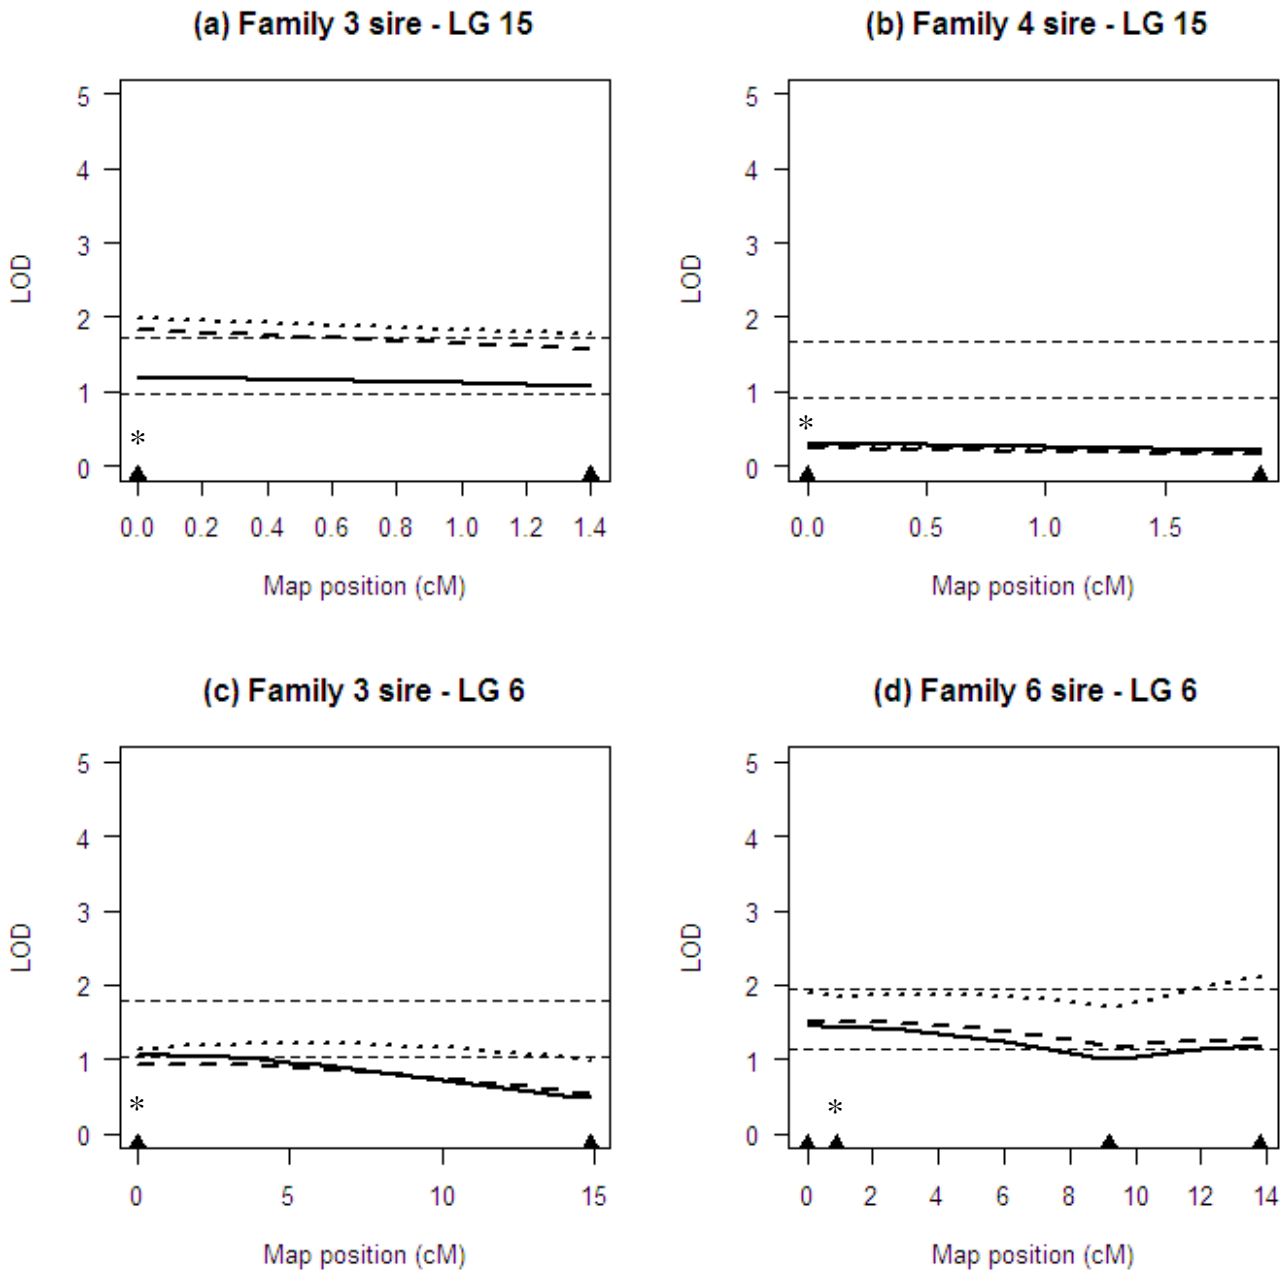 (a) Family 3 sire - LG 15
5
4
3
2
1
0
LOD
*
0.0 0.2 0.4 0.6 0.8 1.0 1.2 1.4
Map position (cM)
(b) Family 4 sire - LG 15
5
4
3
2
1
0
LOD
*
0.0 0.5 1.0 1.5
Map position (cM)
(c) Family 3 sire - LG 6
5
4
3
2
1
0
LOD
*
0 5 10 15
Map position (cM)
(d) Family 6 sire - LG 6
5
4
3
2
1
0
LOD
*
0 2 4 6 8 10 12 14
Map position (cM)